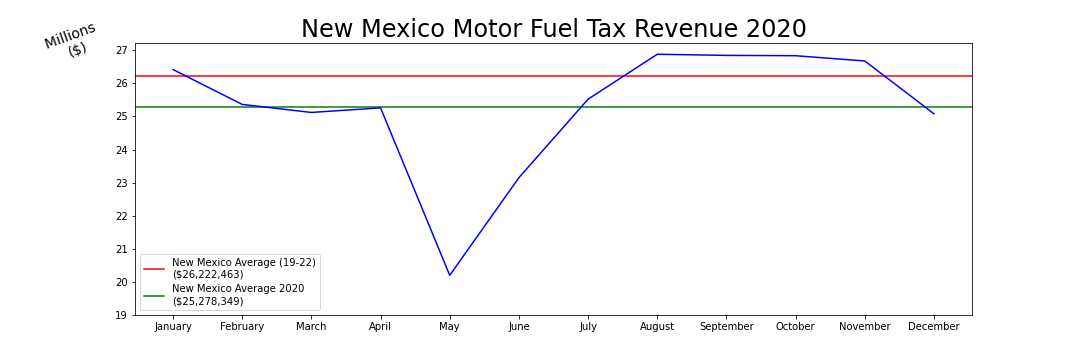 New Mexico Motor Fuel Tax Revenue 2020
Millions
($)
27
26
25
24
23
22
21
20
19
New Mexico Average (19-22)
($26,222,463)
New Mexico Average 2020
($25,278,349)
January February March April May June July August September October November December